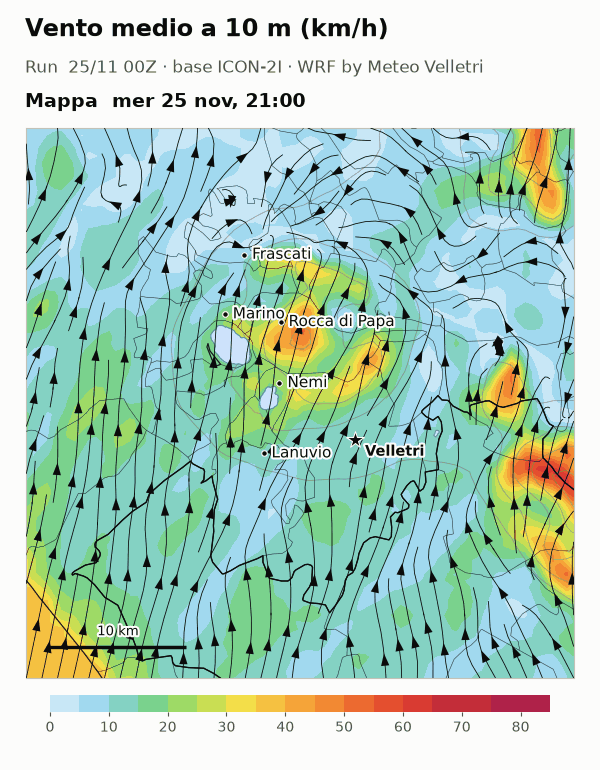 Vento medio a 10 m (km/h)
Run  25/11 00Z · base ICON-2I · WRF by Meteo Velletri
Mappa  mer 25 nov, 21:00
Frascati
Marino
Rocca di Papa
Nemi
Velletri
Lanuvio
10 km
0 10 20 30 40 50 60 70 80